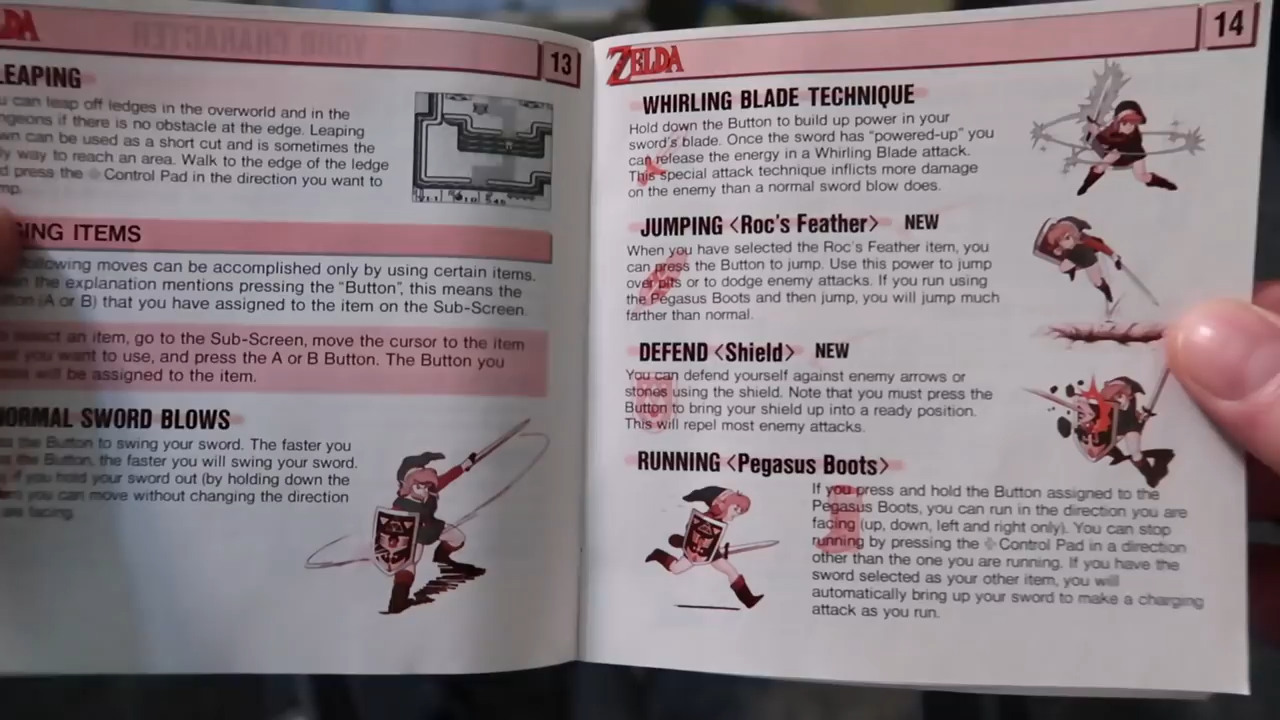 13
LEAPING
can leap off ledges in the overworld and in the
if there is no obstacle at the edge. Leaping
can be used as a short cut and is sometimes the
way to reach an area. Walk to the edge of the ledge
press the Control Pad in the direction you want to
ITEMS
following moves can be accomplished only by using certain items.
the explanation mentions pressing the "Button", this means the
(A or B) that you have assigned to the item on the Sub-Screen.
an item, go to the Sub-Screen, move the cursor to the item
you want to use, and press the A or B Button. The Button you
will be assigned to the item.
NORMAL SWORD BLOWS
the Button to swing your sword. The faster you
the Button, the faster you will swing your sword.
if you hold your sword out (by holding down the
you can move without changing the direction
are facing.
ZELDA
14
WHIRLING BLADE TECHNIQUE
Hold down the Button to build up power in your
sword's blade. Once the sword has "powered-up" you
can release the energy in a Whirling Blade attack.
This special attack technique inflicts more damage
on the enemy than a normal sword blow does.
JUMPING <Roc's Feather> NEW
When you have selected the Roc's Feather item, you
can press the Button to jump. Use this power to jump
over pits or to dodge enemy attacks. If you run using
the Pegasus Boots and then jump, you will jump much
farther than normal.
DEFEND <Shield> NEW
You can defend yourself against enemy arrows or
stones using the shield. Note that you must press the
Button to bring your shield up into a ready position.
This will repel most enemy attacks.
RUNNING <Pegasus Boots>
If you press and hold the Button assigned to the
Pegasus Boots, you can run in the direction you are
facing (up, down, left and right only). You can stop
running by pressing the Control Pad in a direction
other than the one you are running. If you have the
sword selected as your other item, you will
automatically bring up your sword to make a charging
attack as you run.